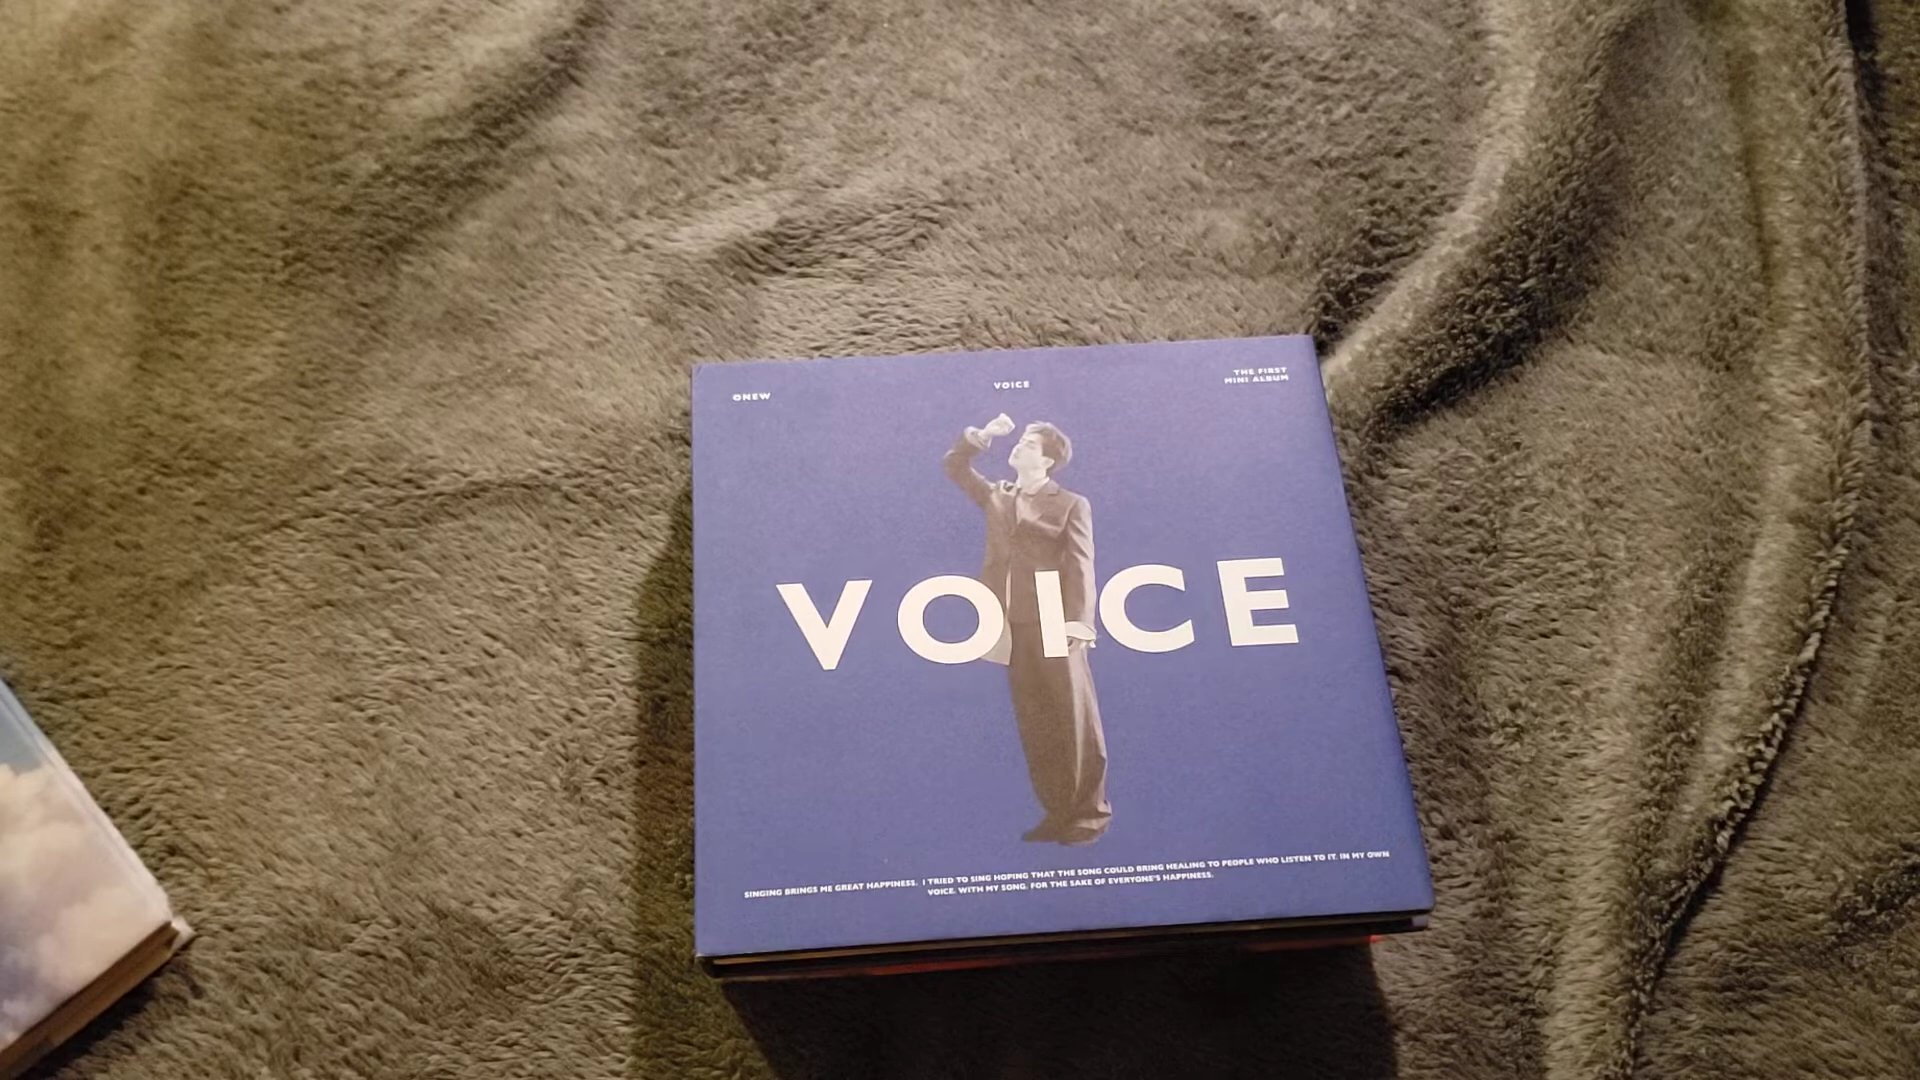 ONEW
VOICE
THE FIRST
MINI ALBUM
VOICE
SINGING BRINGS ME GREAT HAPPINESS. I TRIED TO SING HOPING THAT THE SONG COULD BRING HEALING TO PEOPLE WHO LISTEN TO IT. IN MY OWN
VOICE, WITH MY SONG. FOR THE SAKE OF EVERYONE'S HAPPINESS.